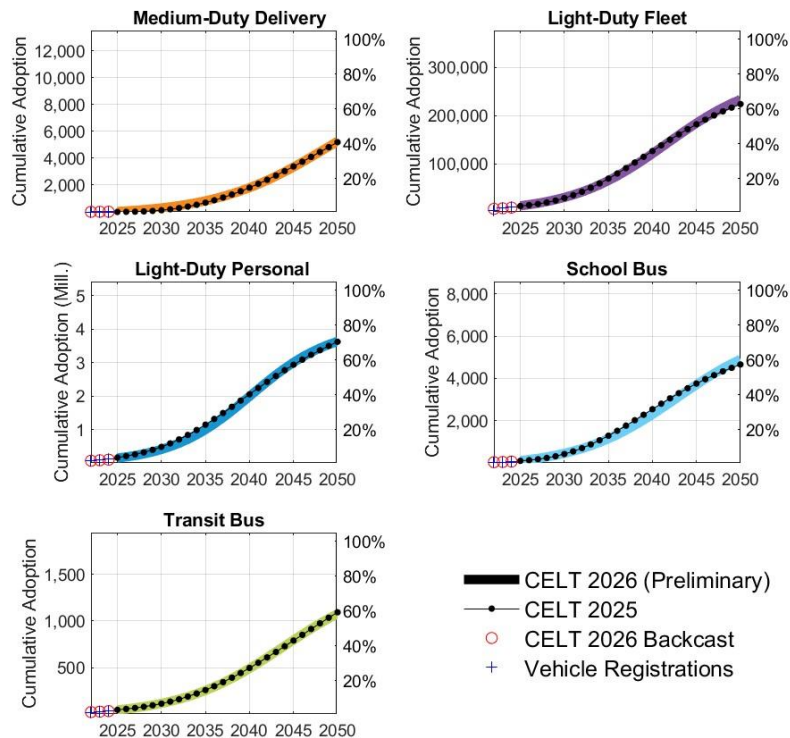 Medium-Duty Delivery
Cumulative Adoption
12,000
10,000
8,000
6,000
4,000
2,000
100%
80%
60%
40%
20%
2025 2030 2035 2040 2045 2050
Light-Duty Fleet
Cumulative Adoption
300,000
200,000
100,000
100%
80%
60%
40%
20%
2025 2030 2035 2040 2045 2050
Light-Duty Personal
Cumulative Adoption (Mill.)
5
4
3
2
1
100%
80%
60%
40%
20%
2025 2030 2035 2040 2045 2050
School Bus
Cumulative Adoption
8,000
6,000
4,000
2,000
100%
80%
60%
40%
20%
2025 2030 2035 2040 2045 2050
Transit Bus
Cumulative Adoption
1,500
1,000
500
100%
80%
60%
40%
20%
2025 2030 2035 2040 2045 2050
CELT 2026 (Preliminary)
CELT 2025
CELT 2026 Backcast
Vehicle Registrations